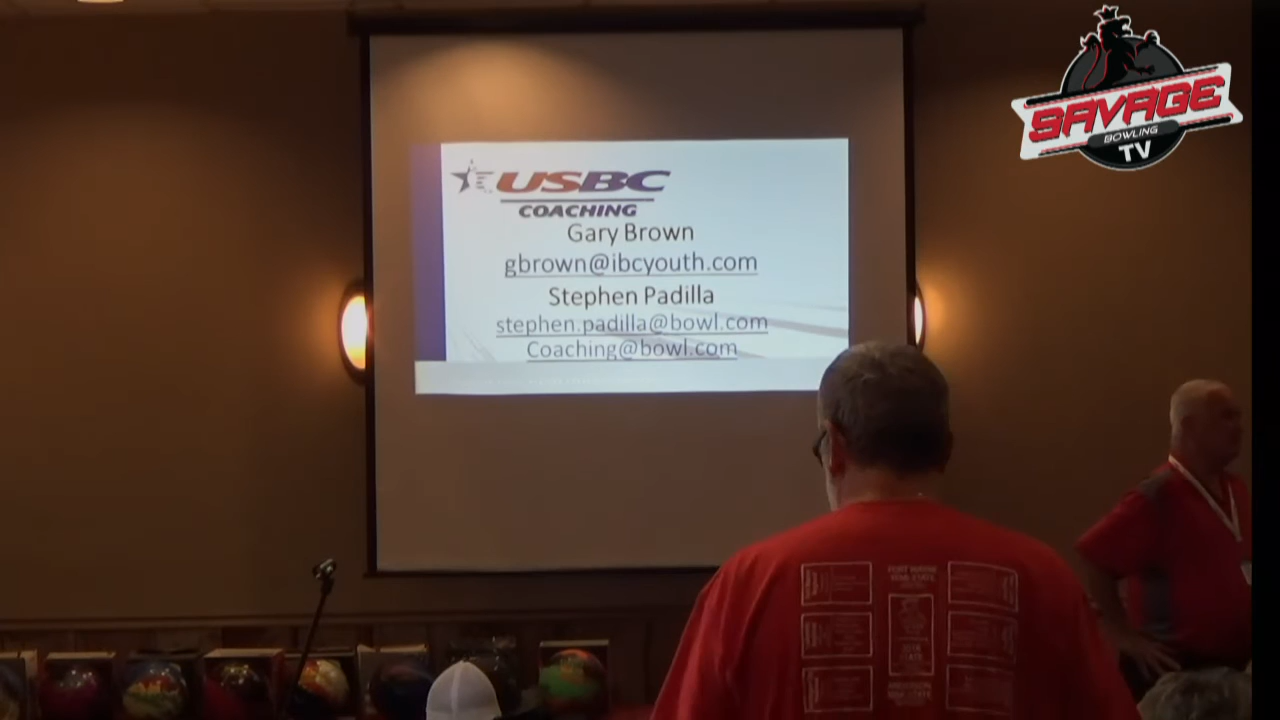 SAVAGE
BOWLING
TV
USBC
COACHING
Gary Brown
gbrown@ibcyouth.com
Stephen Padilla
stephen.padilla@bowl.com
Coaching@bowl.com